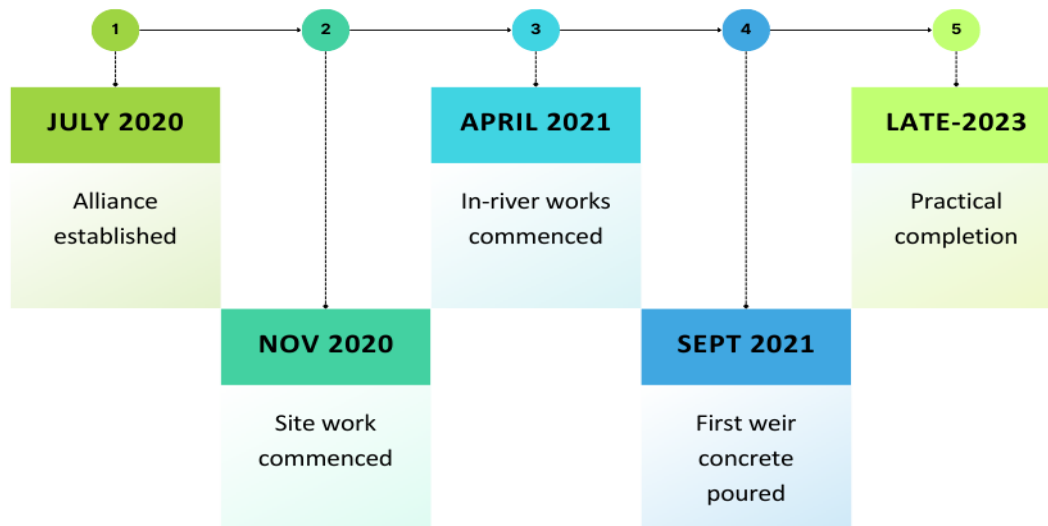 1
2
3
4
5
JULY 2020
Alliance
established
NOV 2020
Site work
commenced
APRIL 2021
In-river works
commenced
SEPT 2021
First weir
concrete
poured
LATE-2023
Practical
completion